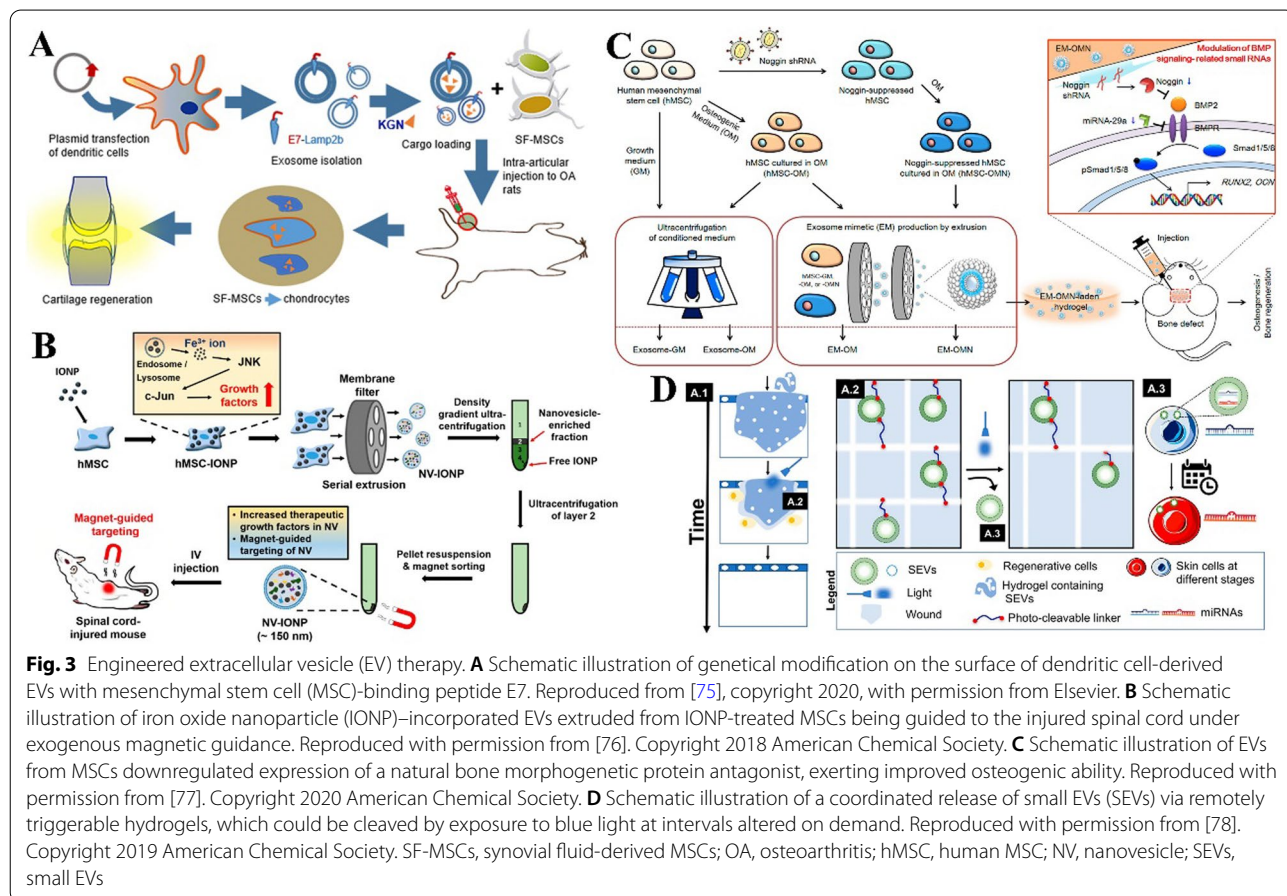 A
Plasmid transfection
of dendritic cells
E7-Lamp2b
Exosome isolation
KGN
Cargo loading
+
SF-MSCs
Intra-articular
injection to OA
rats
Cartilage regeneration
SF-MSCs
chondrocytes
B
IONP
hMSC
Endosome /
Lysosome
Fe3+ ion
JNK
c-Jun
Growth
factors
hMSC-IONP
Membrane
filter
Serial extrusion
NV-IONP
Density
gradient ultra-
centrifugation
1
2
3
4
Nanovesicle-
enriched
fraction
Free IONP
Ultracentrifugation
of layer 2
Pellet resuspension
& magnet sorting
• Increased therapeutic
growth factors in NV
• Magnet-guided
targeting of NV
NV-IONP
(~ 150 nm)
IV
injection
Magnet-guided
targeting
Spinal cord-
injured mouse
C
Human mesenchymal
stem cell (hMSC)
Noggin shRNA
Noggin-suppressed
hMSC
Osteogenic
Medium (OM)
OM
Growth
medium
(GM)
hMSC cultured in OM
(hMSC-OM)
Noggin-suppressed hMSC
cultured in OM (hMSC-OMN)
Ultracentrifugation
of conditioned medium
Exosome-GM
Exosome-OM
Exosome mimetic (EM) production by extrusion
hMSC-GM,
-OM, or -OMN
EM-OM
EM-OMN
EM-OMN-laden
hydrogel
Injection
Bone defect
Osteogenesis /
Bone regeneration
EM-OMN
Modulation of BMP
signaling- related small RNAs
Noggin
shRNA
Noggin ↓
BMP2
miRNA-29a ↓
BMPR
Smad1/5/8
pSmad1/5/8
RUNX2, OCN
D
Time
A.1
A.2
A.2
A.3
A.3
Legend
SEVs
Light
Wound
Regenerative cells
Hydrogel containing
SEVs
Photo-cleavable linker
Skin cells at
different stages
miRNAs
Fig. 3 Engineered extracellular vesicle (EV) therapy. A Schematic illustration of genetical modification on the surface of dendritic cell-derived
EVs with mesenchymal stem cell (MSC)-binding peptide E7. Reproduced from [75], copyright 2020, with permission from Elsevier. B Schematic
illustration of iron oxide nanoparticle (IONP)–incorporated EVs extruded from IONP-treated MSCs being guided to the injured spinal cord under
exogenous magnetic guidance. Reproduced with permission from [76]. Copyright 2018 American Chemical Society. C Schematic illustration of EVs
from MSCs downregulated expression of a natural bone morphogenetic protein antagonist, exerting improved osteogenic ability. Reproduced with
permission from [77]. Copyright 2020 American Chemical Society. D Schematic illustration of a coordinated release of small EVs (SEVs) via remotely
triggerable hydrogels, which could be cleaved by exposure to blue light at intervals altered on demand. Reproduced with permission from [78].
Copyright 2019 American Chemical Society. SF-MSCs, synovial fluid-derived MSCs; OA, osteoarthritis; hMSC, human MSC; NV, nanovesicle; SEVs,
small EVs